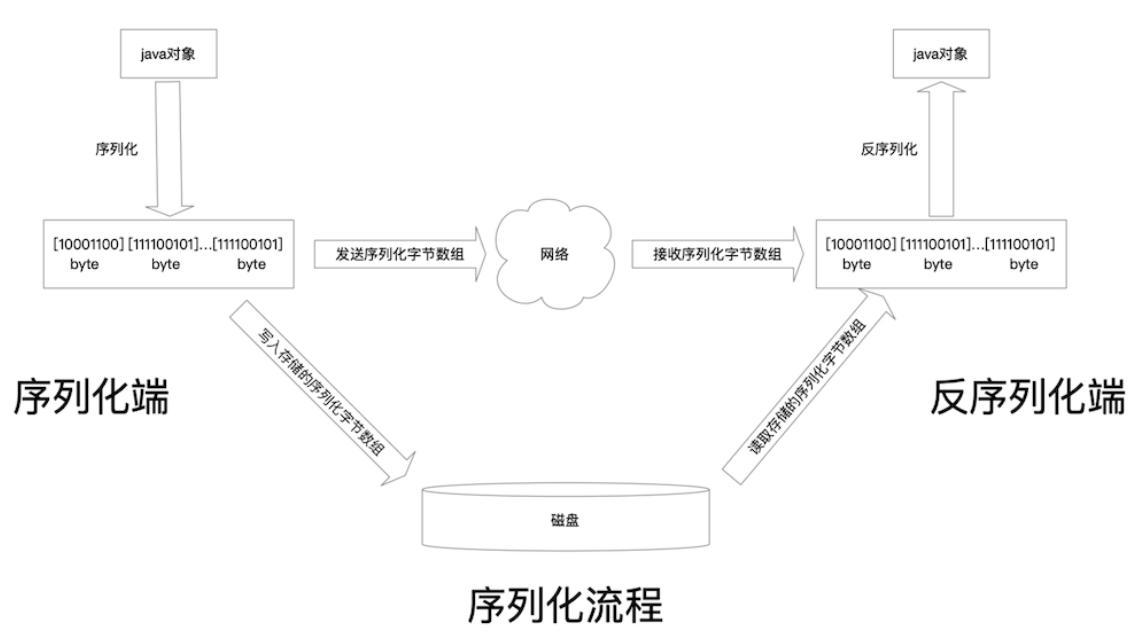 java对象
java对象
序列化
反序列化
[10001100] [111100101]...[111100101]
byte byte byte
发送序列化字节数组
网络
接收序列化字节数组
[10001100] [111100101]...[111100101]
byte byte byte
写入存储的序列化字节数组
读取存储的序列化字节数组
序列化端
反序列化端
磁盘
序列化流程